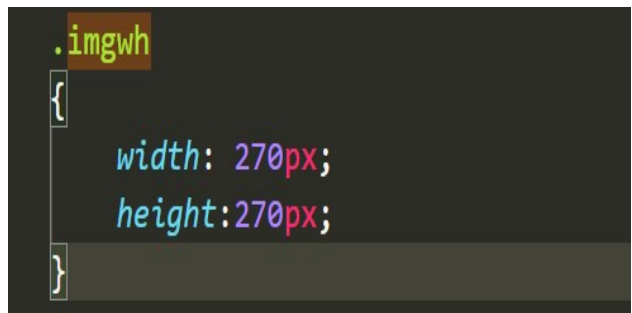 .imgwh
{
width: 270px;
height:270px;
}